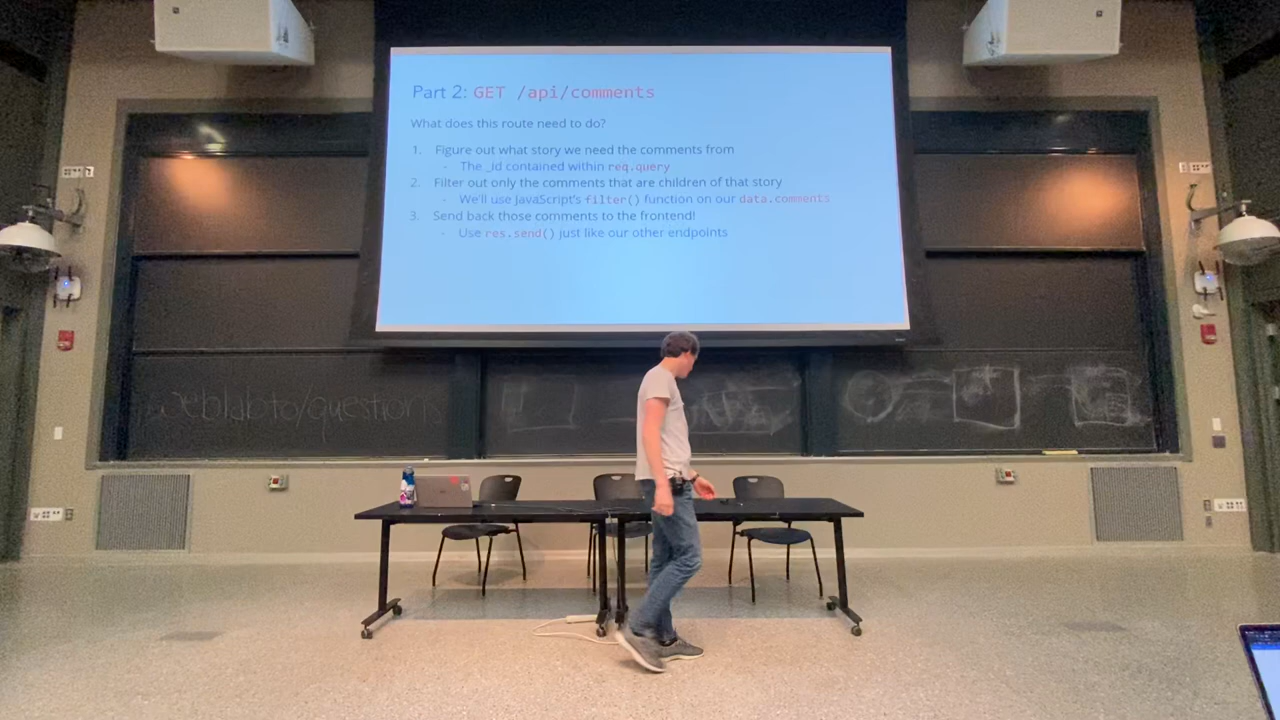 Part 2: GET /api/comments
What does this route need to do?
1. Figure out what story we need the comments from
- The _id contained within req.query
2. Filter out only the comments that are children of that story
- We'll use JavaScript's filter() function on our data.comments
3. Send back those comments to the frontend!
- Use res.send() just like our other endpoints
weblab.to/questions